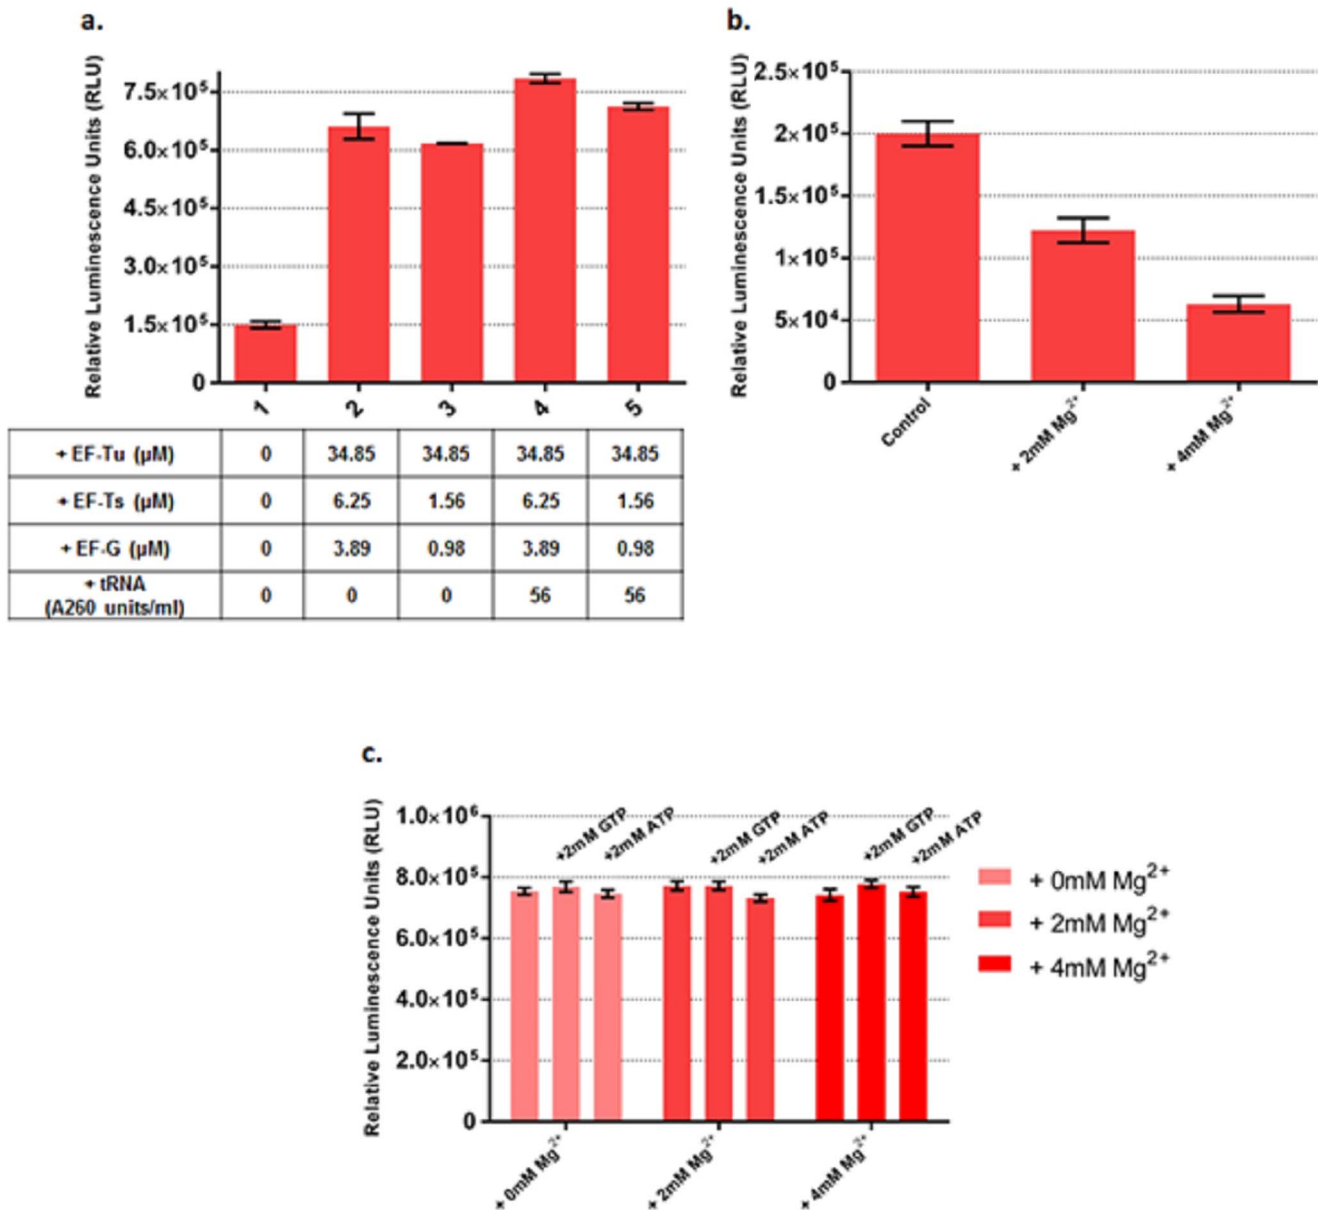 a.
Relative Luminescence Units (RLU)
7.5×10⁵
6.0×10⁵
4.5×10⁵
3.0×10⁵
1.5×10⁵
0
1 2 3 4 5
+ EF-Tu (µM) 0 34.85 34.85 34.85 34.85
+ EF-Ts (µM) 0 6.25 1.56 6.25 1.56
+ EF-G (µM) 0 3.89 0.98 3.89 0.98
+ tRNA
(A260 units/ml) 0 0 0 56 56
b.
Relative Luminescence Units (RLU)
2.5×10⁵
2×10⁵
1.5×10⁵
1×10⁵
5×10⁴
0
Control
+ 2mM Mg²⁺
+ 4mM Mg²⁺
c.
Relative Luminescence Units (RLU)
1.0×10⁶
8.0×10⁵
6.0×10⁵
4.0×10⁵
2.0×10⁵
0
+2mM GTP
+2mM ATP
+2mM GTP
+2mM ATP
+2mM GTP
+2mM ATP
+ 0mM Mg²⁺
+ 2mM Mg²⁺
+ 4mM Mg²⁺
+ 0mM Mg²⁺
+ 2mM Mg²⁺
+ 4mM Mg²⁺